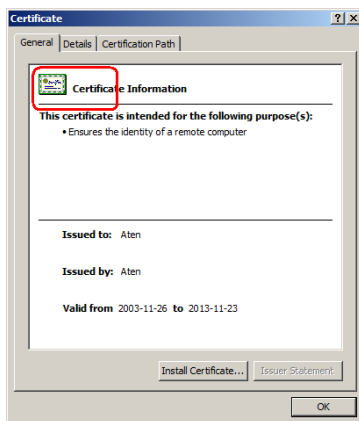 Certificate
General Details Certification Path
Certificate Information
This certificate is intended for the following purpose(s):
• Ensures the identity of a remote computer
Issued to: Aten
Issued by: Aten
Valid from 2003-11-26 to 2013-11-23
Install Certificate... Issuer Statement
OK